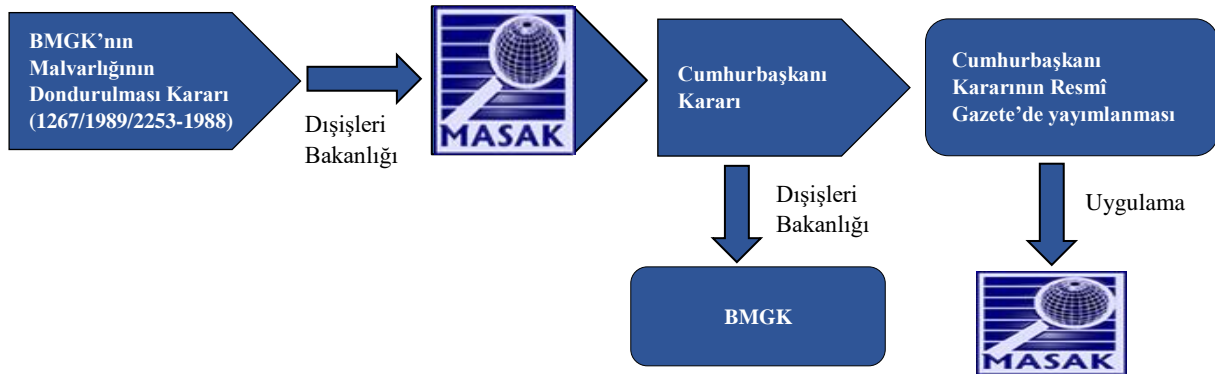 BMGK’nın
Malvarlığının
Dondurulması Kararı
(1267/1989/2253-1988)
Dışişleri
Bakanlığı
MASAK
Cumhurbaşkanı
Kararı
Cumhurbaşkanı
Kararının Resmî
Gazete’de yayımlanması
Dışişleri
Bakanlığı
Uygulama
BMGK
MASAK